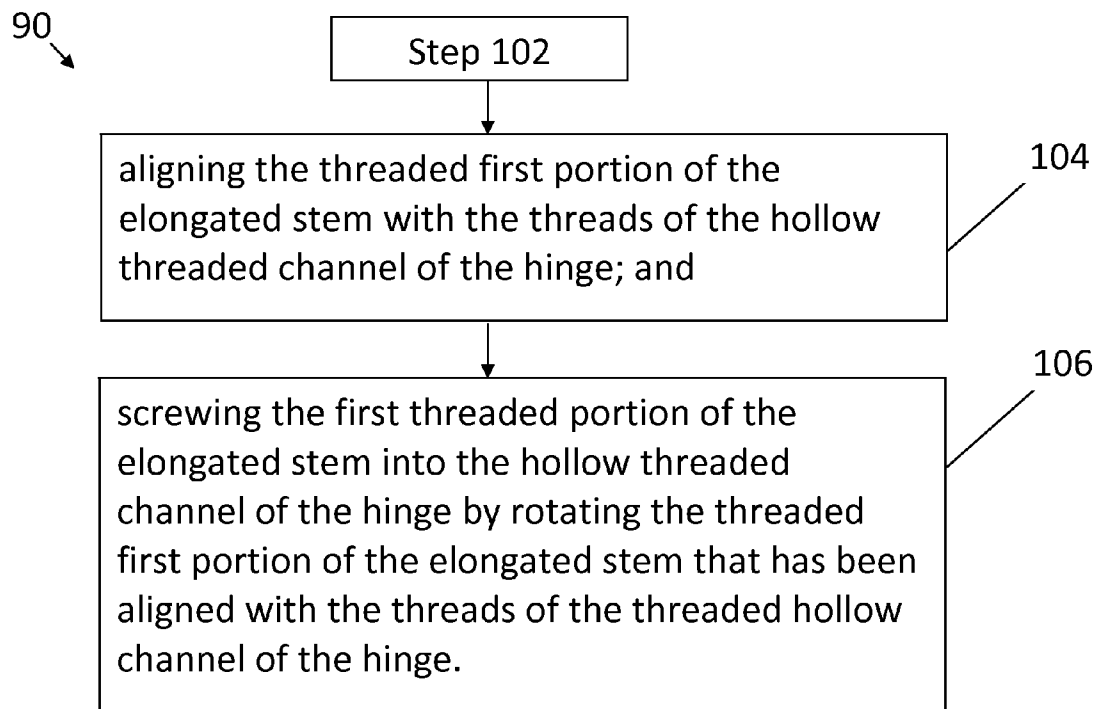 90
Step 102
aligning the threaded first portion of the
elongated stem with the threads of the hollow
threaded channel of the hinge; and
104
screwing the first threaded portion of the
elongated stem into the hollow threaded
channel of the hinge by rotating the threaded
first portion of the elongated stem that has been
aligned with the threads of the threaded hollow
channel of the hinge.
106